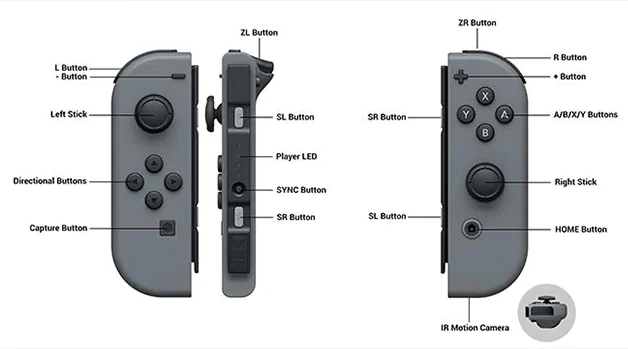 ZL Button
L Button
- Button
Left Stick
Directional Buttons
Capture Button
SL Button
Player LED
SYNC Button
SR Button
ZR Button
R Button
+ Button
X
Y
A
B
A/B/X/Y Buttons
SR Button
Right Stick
SL Button
HOME Button
IR Motion Camera